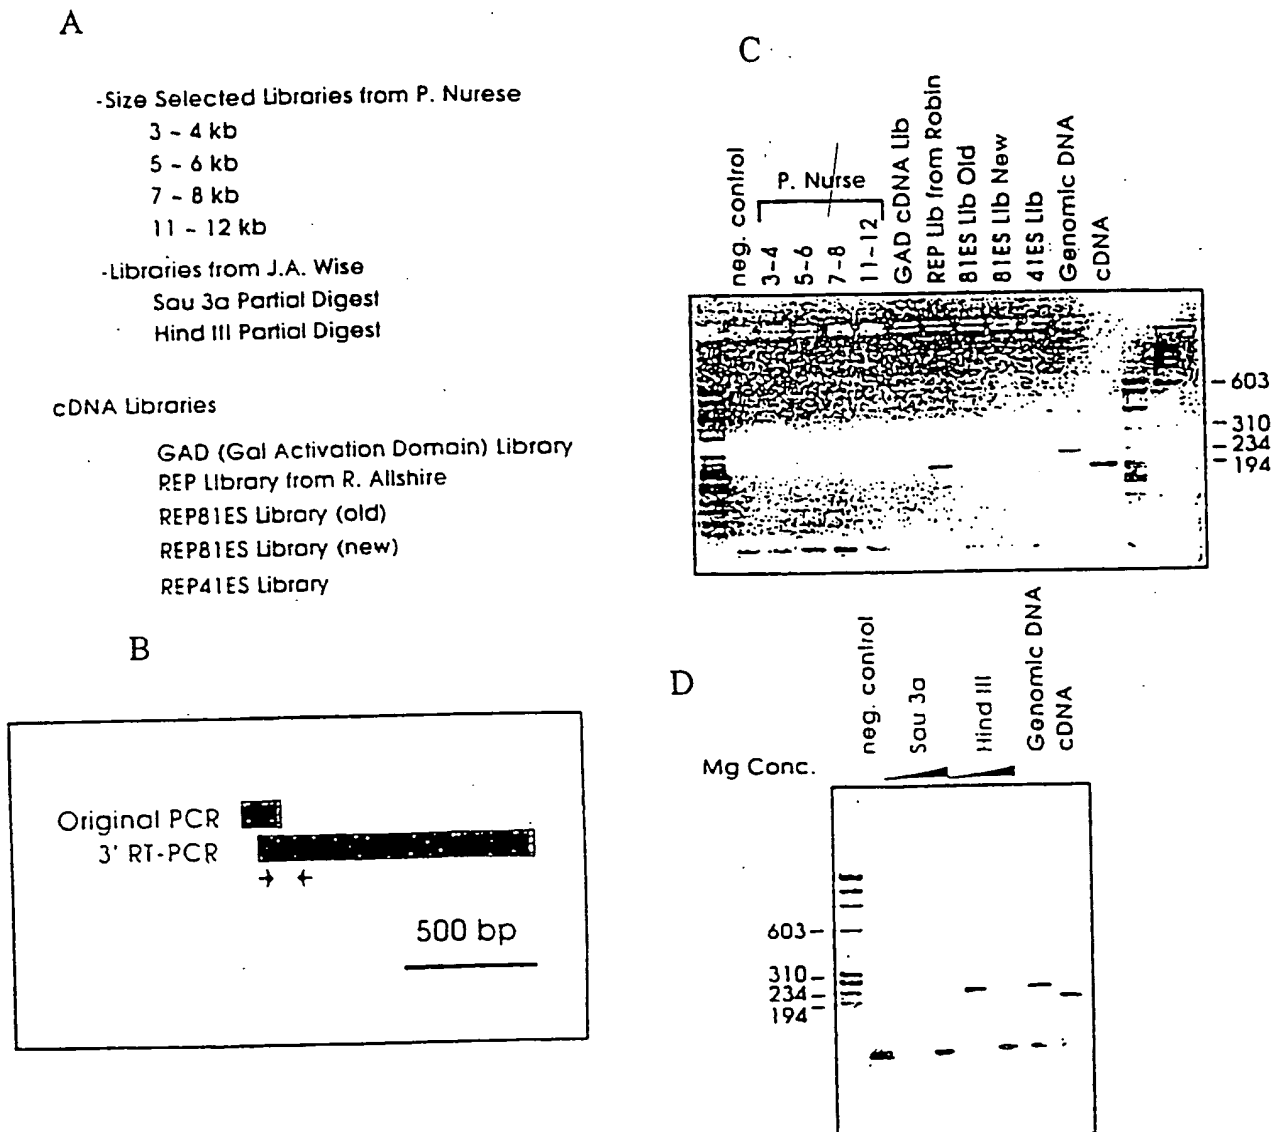 A
-Size Selected Libraries from P. Nurese
3 - 4 kb
5 - 6 kb
7 - 8 kb
11 - 12 kb
-Libraries from J.A. Wise
Sau 3a Partial Digest
Hind III Partial Digest
cDNA Libraries
GAD (Gal Activation Domain) Library
REP Library from R. Allshire
REP81ES Library (old)
REP81ES Library (new)
REP41ES Library
B
Original PCR
3' RT-PCR
500 bp
C
neg. control
P. Nurse
3-4
5-6
7-8
11-12
GAD cDNA Lib
REP Lib from Robin
81ES Lib Old
81ES Lib New
41ES Lib
Genomic DNA
cDNA
603
310
234
194
D
neg. control
Sau 3a
Hind III
Genomic DNA
cDNA
Mg Conc.
603
310
234
194